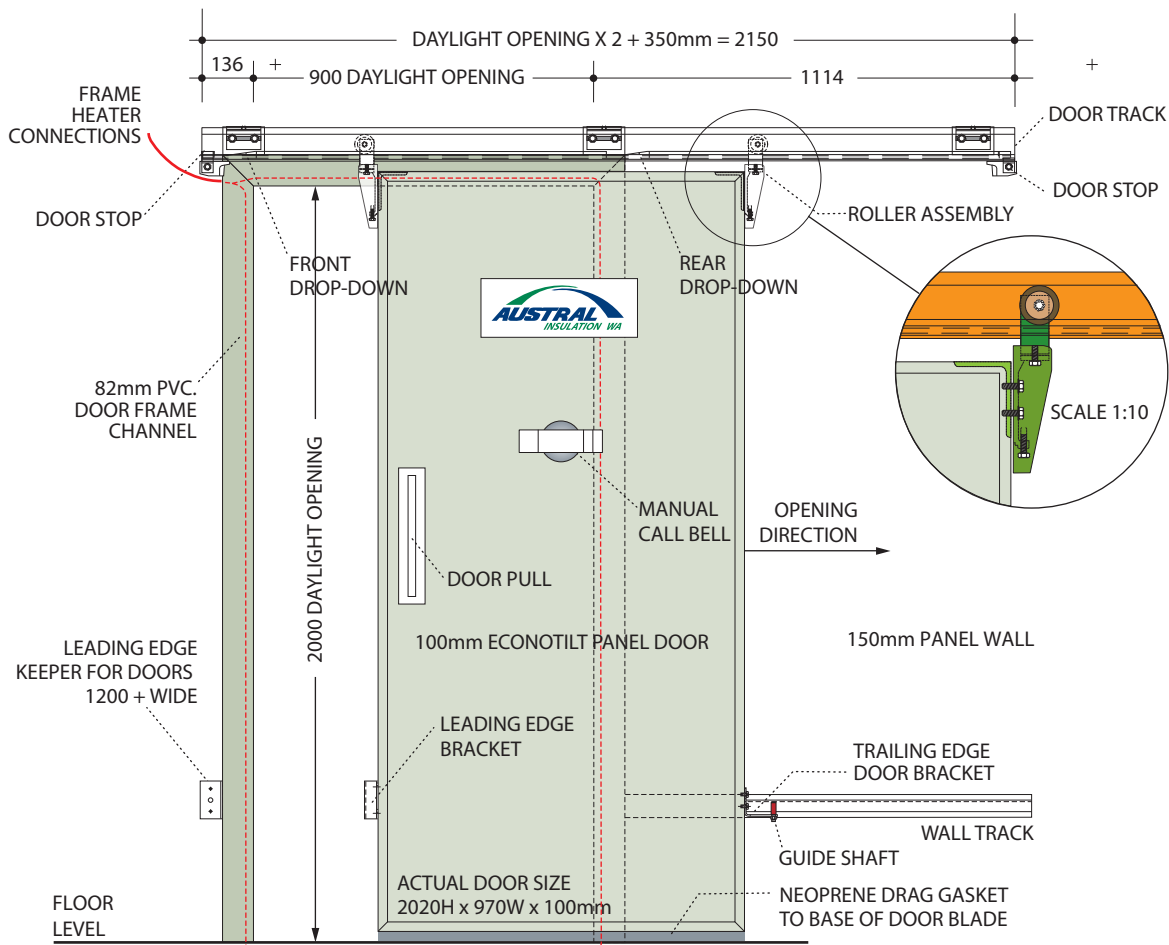 DAYLIGHT OPENING X 2 + 350mm = 2150
136
+
900 DAYLIGHT OPENING
1114
+
FRAME
HEATER
CONNECTIONS
DOOR TRACK
DOOR STOP
DOOR STOP
ROLLER ASSEMBLY
FRONT
DROP-DOWN
REAR
DROP-DOWN
AUSTRAL
INSULATION WA
82mm PVC.
DOOR FRAME
CHANNEL
SCALE 1:10
2000 DAYLIGHT OPENING
MANUAL
CALL BELL
OPENING
DIRECTION
DOOR PULL
100mm ECONOTILT PANEL DOOR
150mm PANEL WALL
LEADING EDGE
KEEPER FOR DOORS
1200 + WIDE
LEADING EDGE
BRACKET
TRAILING EDGE
DOOR BRACKET
WALL TRACK
GUIDE SHAFT
ACTUAL DOOR SIZE
2020H x 970W x 100mm
NEOPRENE DRAG GASKET
TO BASE OF DOOR BLADE
FLOOR
LEVEL